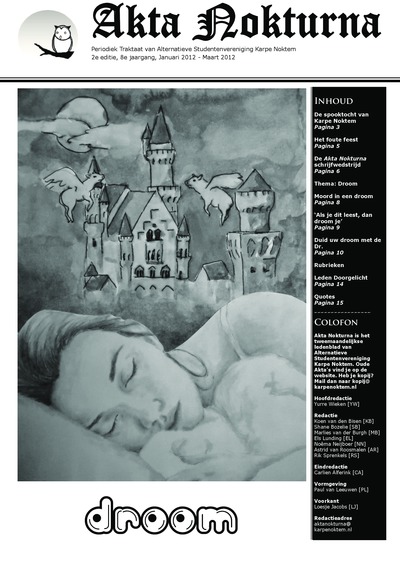 Akta Nokturna
Periodiek Traktaat van Alternatieve Studentenvereniging Karpe Noktem
2e editie, 8e jaargang, Januari 2012 - Maart 2012
INHOUD
De spooktocht van
Karpe Noktem
Pagina 3
Het foute feest
Pagina 5
De Akta Nokturna
schrijfwedstrijd
Pagina 6
Thema: Droom
Moord in een droom
Pagina 8
'Als je dit leest, dan
droom je'
Pagina 9
Duid uw droom met de
Dr.
Pagina 10
Rubrieken
Leden Doorgelicht
Pagina 14
Quotes
Pagina 15
COLOFON
Akta Nokturna is het
tweemaandelijkse
ledenblad van
Alternatieve
Studentenvereniging
Karpe Noktem. Oude
Akta's vind je op de
website. Heb je kopij?
Mail dan naar kopij@
karpenoktem.nl
Hoofdredactie
Yurre Wieken [YW]
Redactie
Koen van den Bisen [KB]
Shane Bozelie [SB]
Marlies van der Burgh [MB]
Els Lunding [EL]
Noëma Neijboer [NN]
Astrid van Roosmalen [AR]
Rik Sprenkels [RS]
Eindredactie
Carlien Alferink [CA]
Vormgeving
Paul van Leeuwen [PL]
Voorkant
Loesje Jacobs [LJ]
Redactieadres
aktanokturna@
karpenoktem.nl
droom